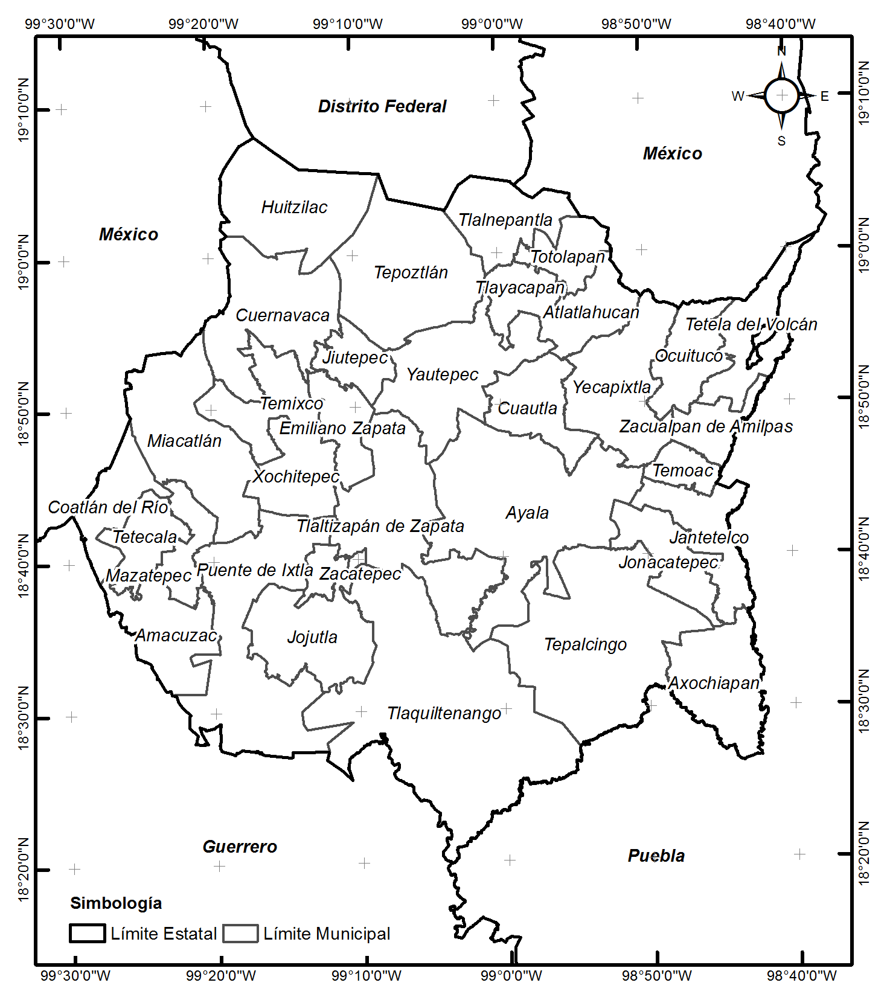 99°30'0"W 99°20'0"W 99°10'0"W 99°0'0"W 98°50'0"W 98°40'0"W
N
W E
S
19°10'0"N 19°10'0"N
Distrito Federal
México
Huitzilac
Tlalnepantla
México
19°0'0"N 19°0'0"N
Totolapan
Tepoztlán
Tlayacapan
Cuernavaca
Atlatlahucan
Tetela del Volcán
Jiutepec
Ocuituco
Yautepec
Yecapixtla
18°50'0"N 18°50'0"N
Temixco
Cuautla
Emiliano Zapata
Zacualpan de Amilpas
Miacatlán
Temoac
Xochitepec
Coatlán del Río
Ayala
Tlaltizapán de Zapata
Tetecala
Jantetelco
18°40'0"N 18°40'0"N
Jonacatepec
Mazatepec
Puente de Ixtla
Zacatepec
Amacuzac
Jojutla
Tepalcingo
Axochiapan
18°30'0"N 18°30'0"N
Tlaquiltenango
Guerrero
Puebla
18°20'0"N 18°20'0"N
Simbología
Límite Estatal Límite Municipal
99°30'0"W 99°20'0"W 99°10'0"W 99°0'0"W 98°50'0"W 98°40'0"W